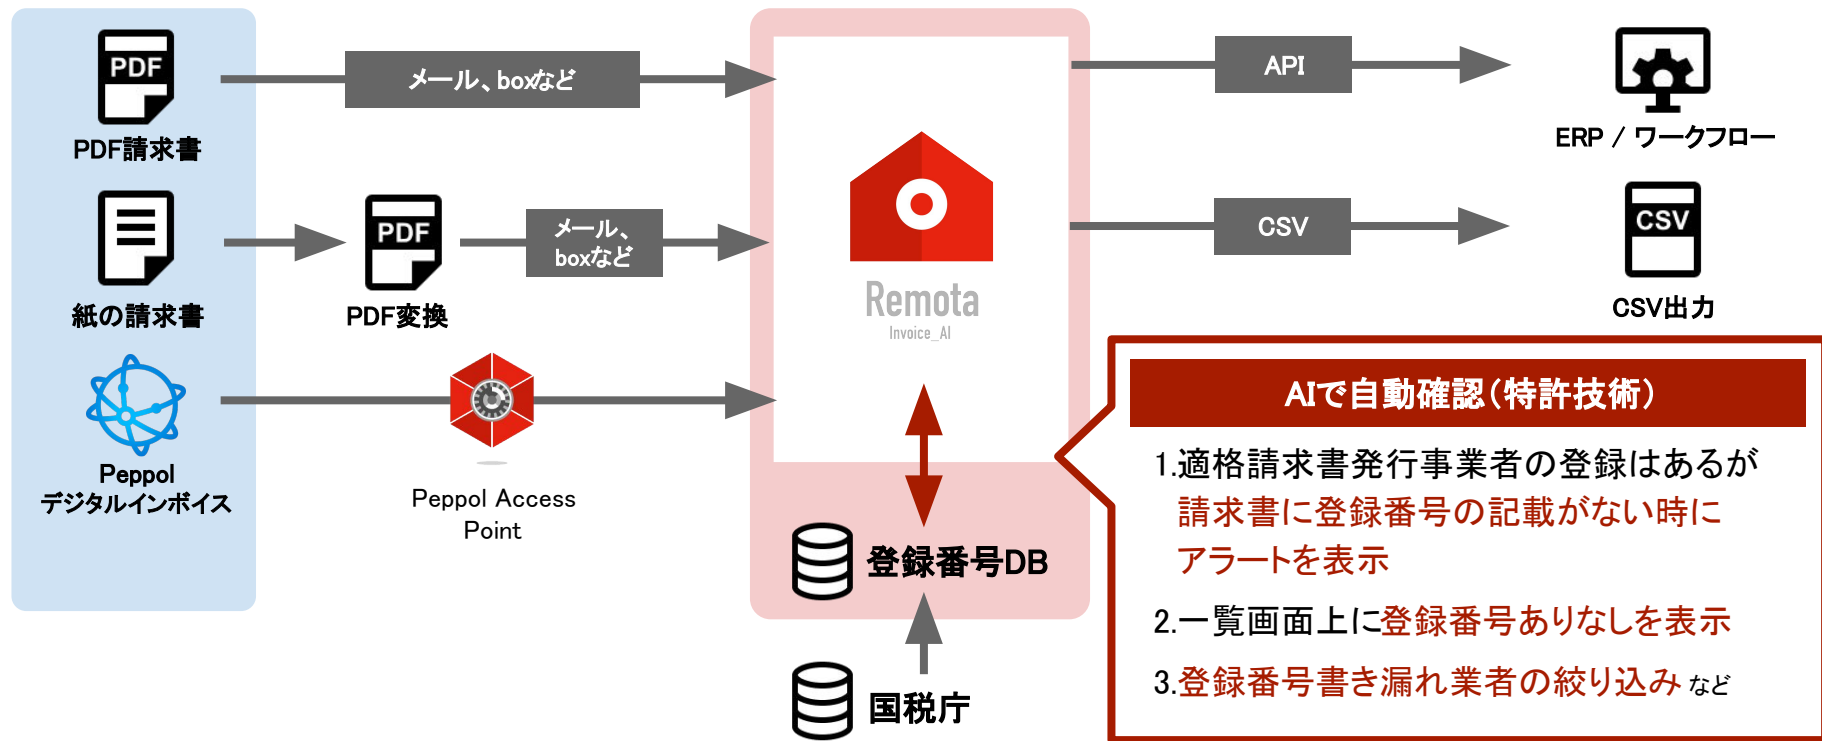 PDF
PDF請求書
メール、boxなど
API
ERP / ワークフロー
紙の請求書
PDF
PDF変換
メール、
boxなど
Remota
Invoice_AI
CSV
CSV
CSV出力
Peppol
デジタルインボイス
Peppol Access
Point
登録番号DB
国税庁
AIで自動確認（特許技術）
1.適格請求書発行事業者の登録はあるが
請求書に登録番号の記載がない時に
アラートを表示
2.一覧画面上に登録番号ありなしを表示
3.登録番号書き漏れ業者の絞り込み など